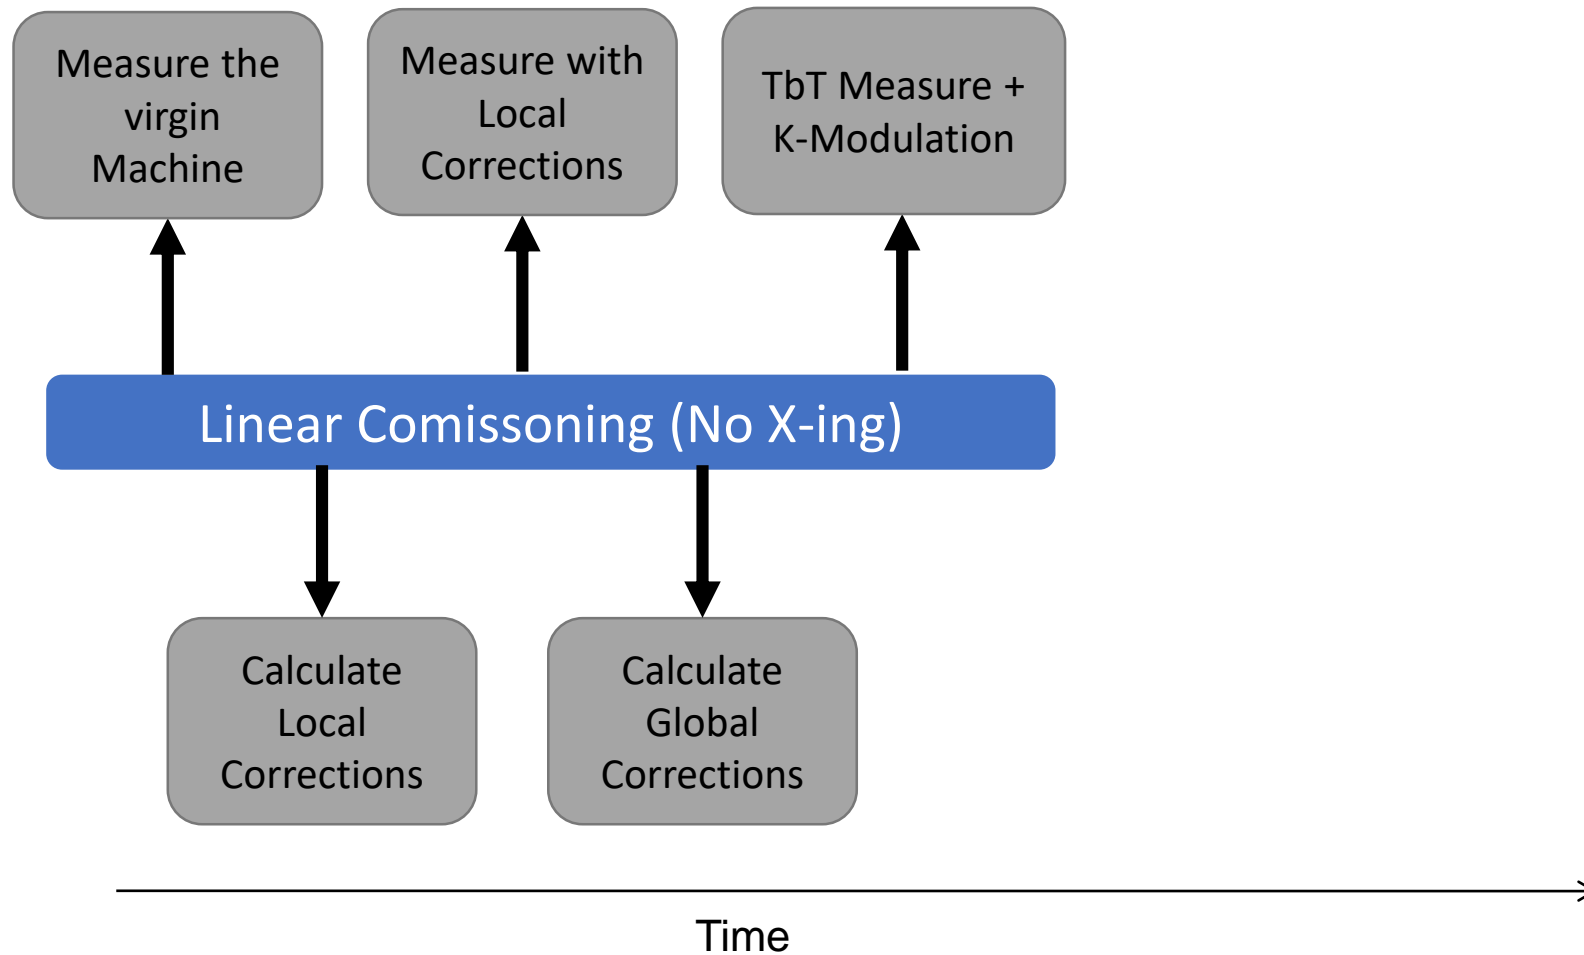 Measure the
virgin
Machine
Measure with
Local
Corrections
TbT Measure +
K-Modulation
Linear Comissoning (No X-ing)
Calculate
Local
Corrections
Calculate
Global
Corrections
Time